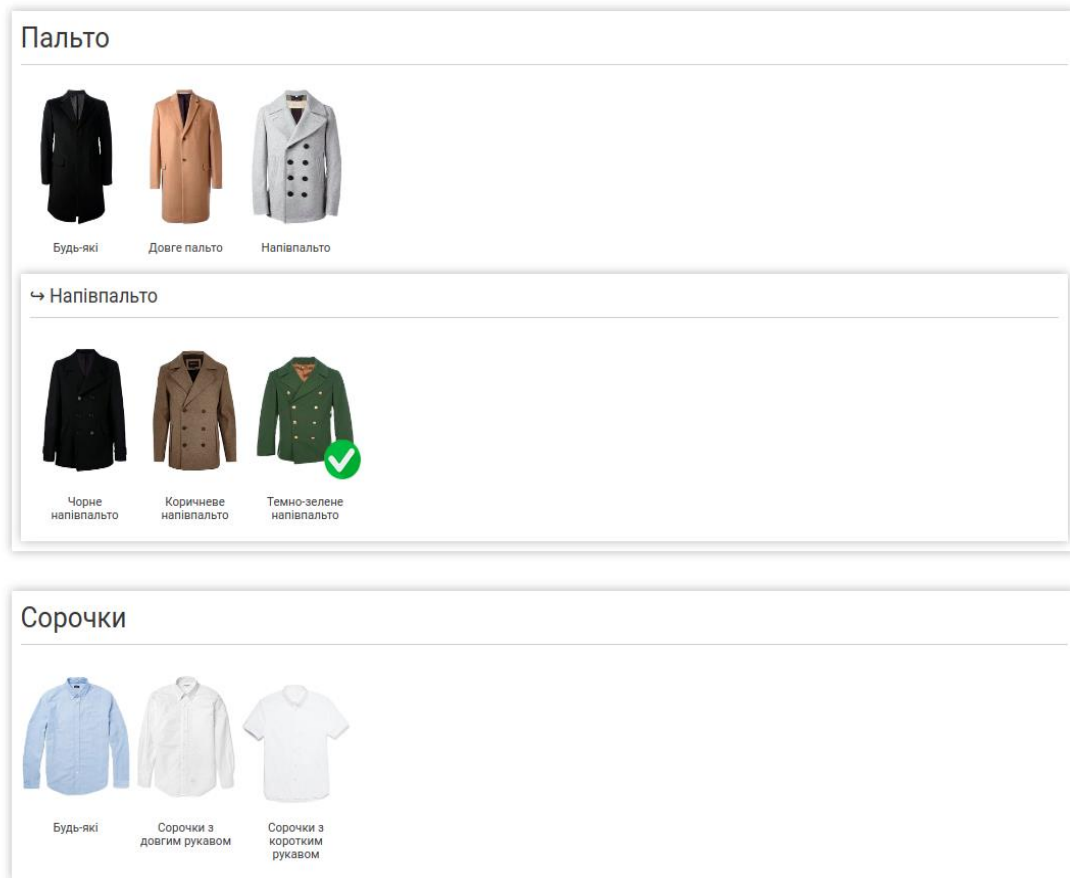 Пальто
Будь-які
Довге пальто
Напівпальто
↪ Напівпальто
Чорне
напівпальто
Коричневе
напівпальто
Темно-зелене
напівпальто
Сорочки
Будь-які
Сорочки з
довгим рукавом
Сорочки з
коротким
рукавом